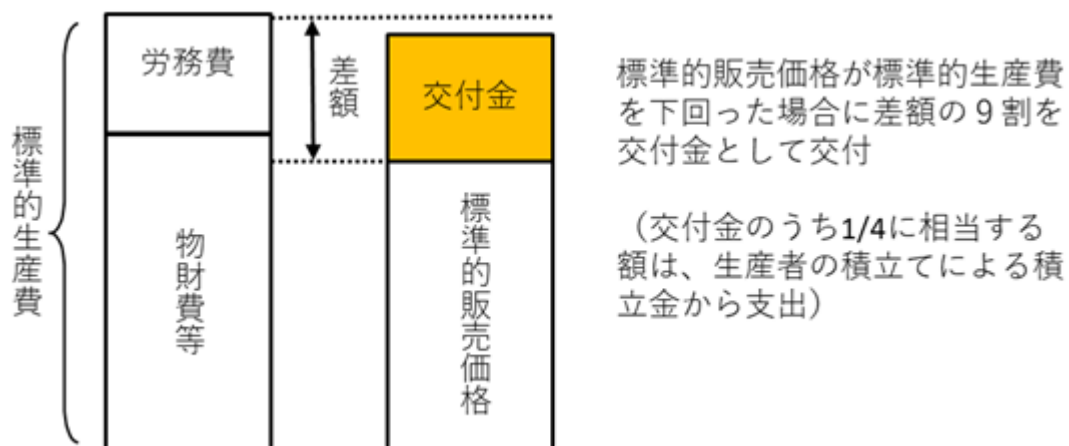 標準的生産費
労務費
物財費等
差額
交付金
標準的販売価格
標準的販売価格が標準的生産費
を下回った場合に差額の９割を
交付金として交付
（交付金のうち1/4に相当する
額は、生産者の積立てによる積
立金から支出）